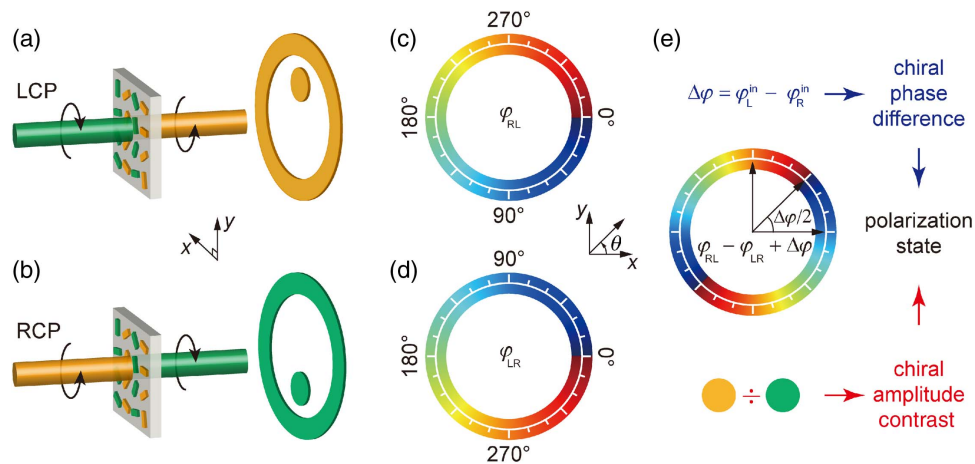 (a)
LCP
y
x
(b)
RCP
(c)
270°
180°
φRL
0°
90°
y
θ
x
(d)
90°
180°
φLR
0°
270°
(e)
Δφ = φLin − φRin
chiral
phase
difference
Δφ/2
φRL − φLR + Δφ
polarization
state
÷
chiral
amplitude
contrast